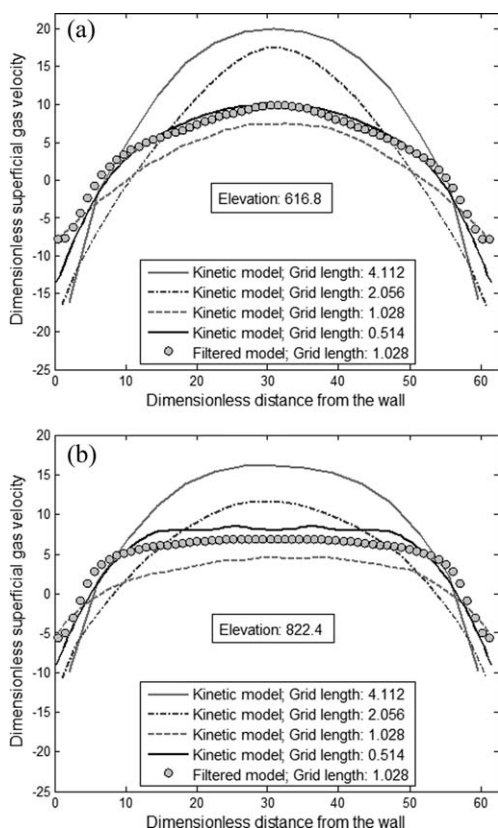 (a)
20
15
10
5
0
-5
-10
-15
-20
-25
Dimensionless superficial gas velocity
Elevation: 616.8
Kinetic model; Grid length: 4.112
Kinetic model; Grid length: 2.056
Kinetic model; Grid length: 1.028
Kinetic model; Grid length: 0.514
Filtered model; Grid length: 1.028
0 10 20 30 40 50 60
Dimensionless distance from the wall
(b)
20
15
10
5
0
-5
-10
-15
-20
-25
Dimensionless superficial gas velocity
Elevation: 822.4
Kinetic model; Grid length: 4.112
Kinetic model; Grid length: 2.056
Kinetic model; Grid length: 1.028
Kinetic model; Grid length: 0.514
Filtered model; Grid length: 1.028
0 10 20 30 40 50 60
Dimensionless distance from the wall